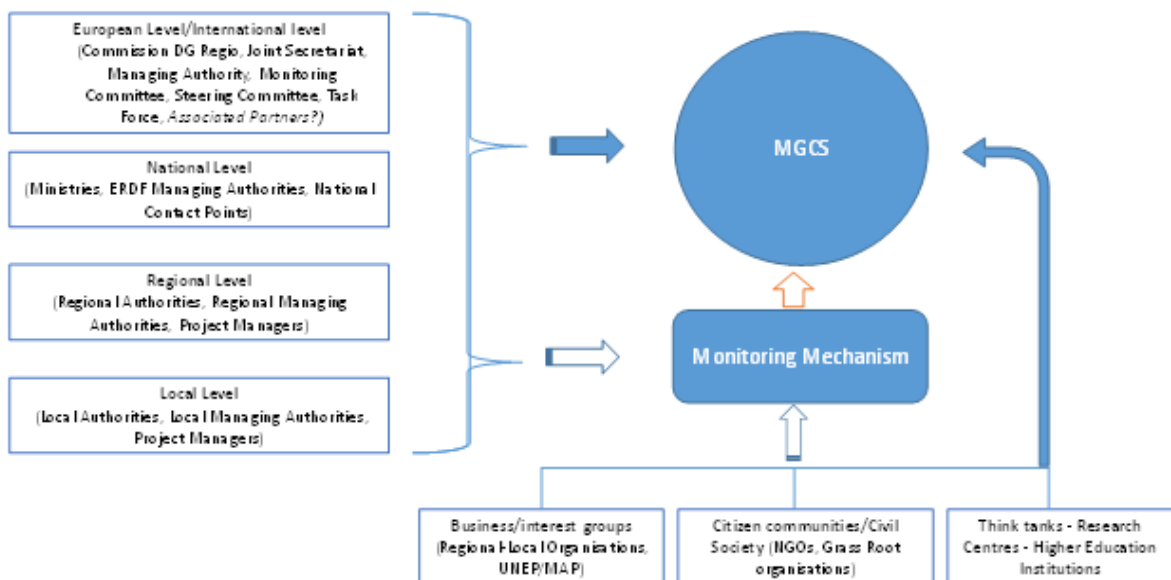 European Level/International level
(Commission DG Regio, Joint Secretariat,
Managing Authority, Monitoring
Committee, Steering Committee, Task
Force, Associated Partners?)
National Level
(Ministries, ERDF Managing Authorities, National
Contact Points)
Regional Level
(Regional Authorities, Regional Managing
Authorities, Project Managers)
Local Level
(Local Authorities, Local Managing Authorities,
Project Managers)
MGCS
Monitoring Mechanism
Business/interest groups
(Regional-Local Organisations,
UNEP/MAP)
Citizen communities/Civil
Society (NGOs, Grass Root
organisations)
Think tanks - Research
Centres - Higher Education
Institutions